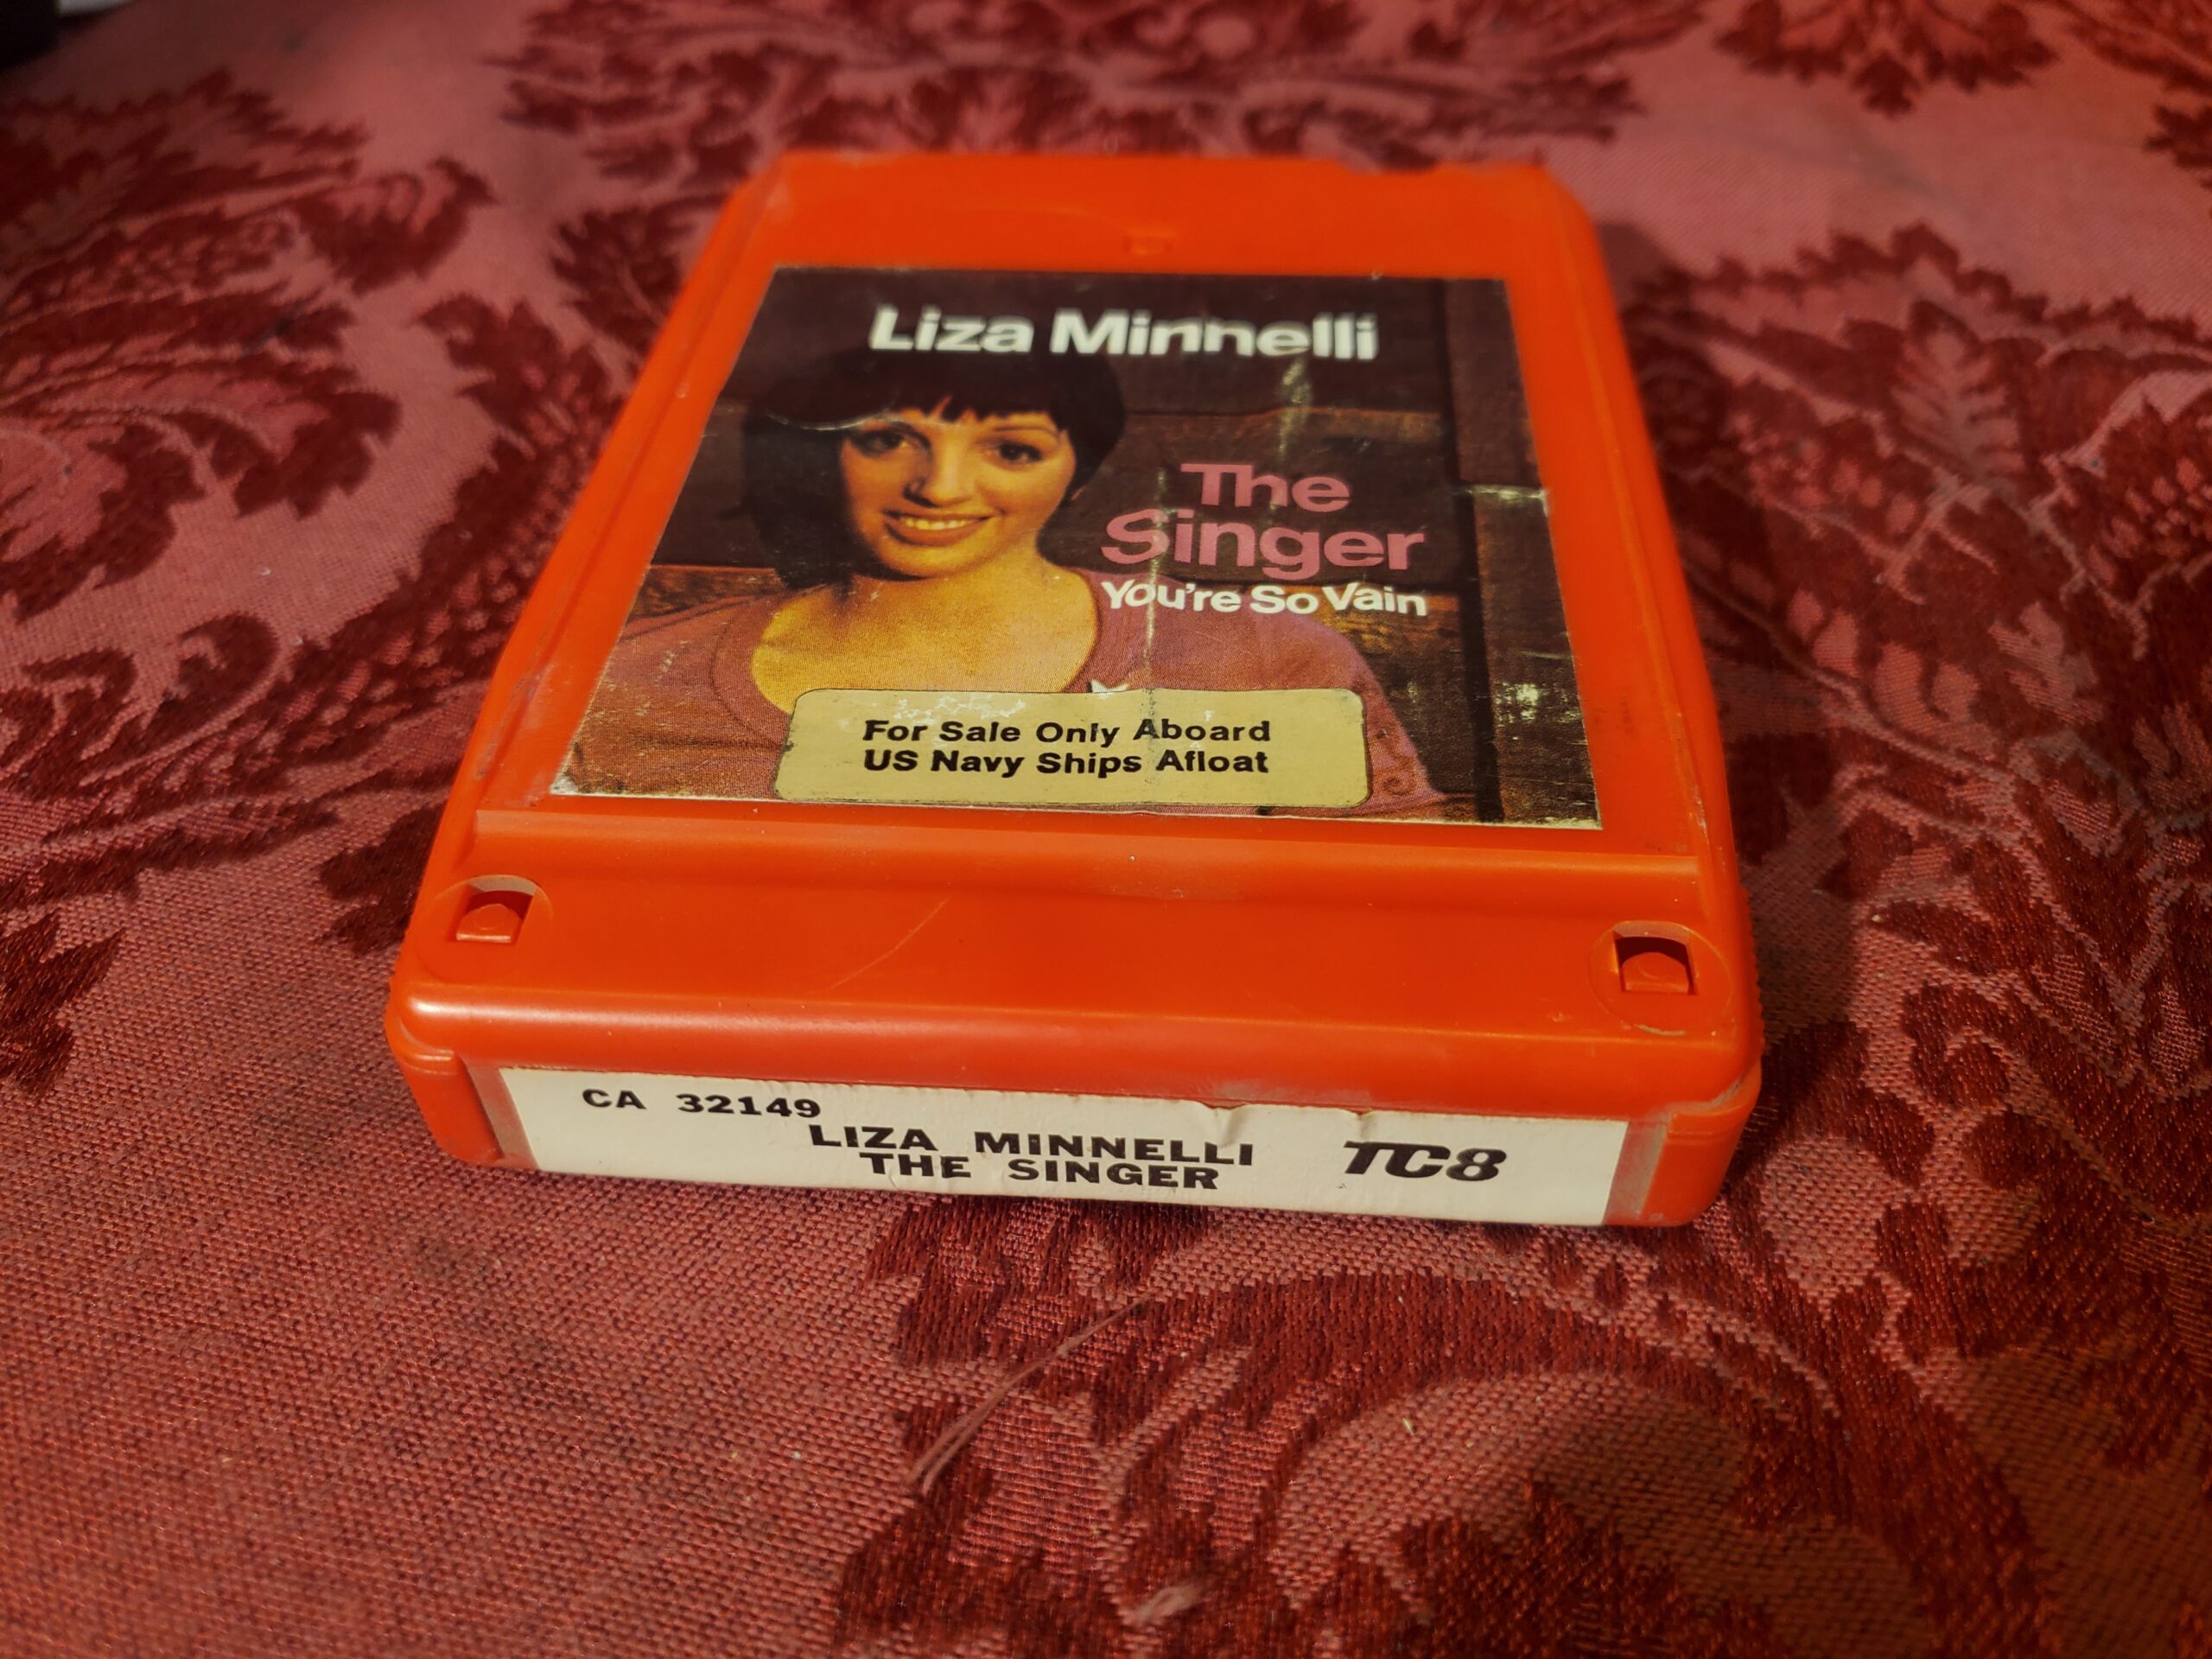 Liza Minnelli
The
Singer
You're So Vain
For Sale Only Aboard
US Navy Ships Afloat
CA 32149
LIZA MINNELLI
THE SINGER
TC8